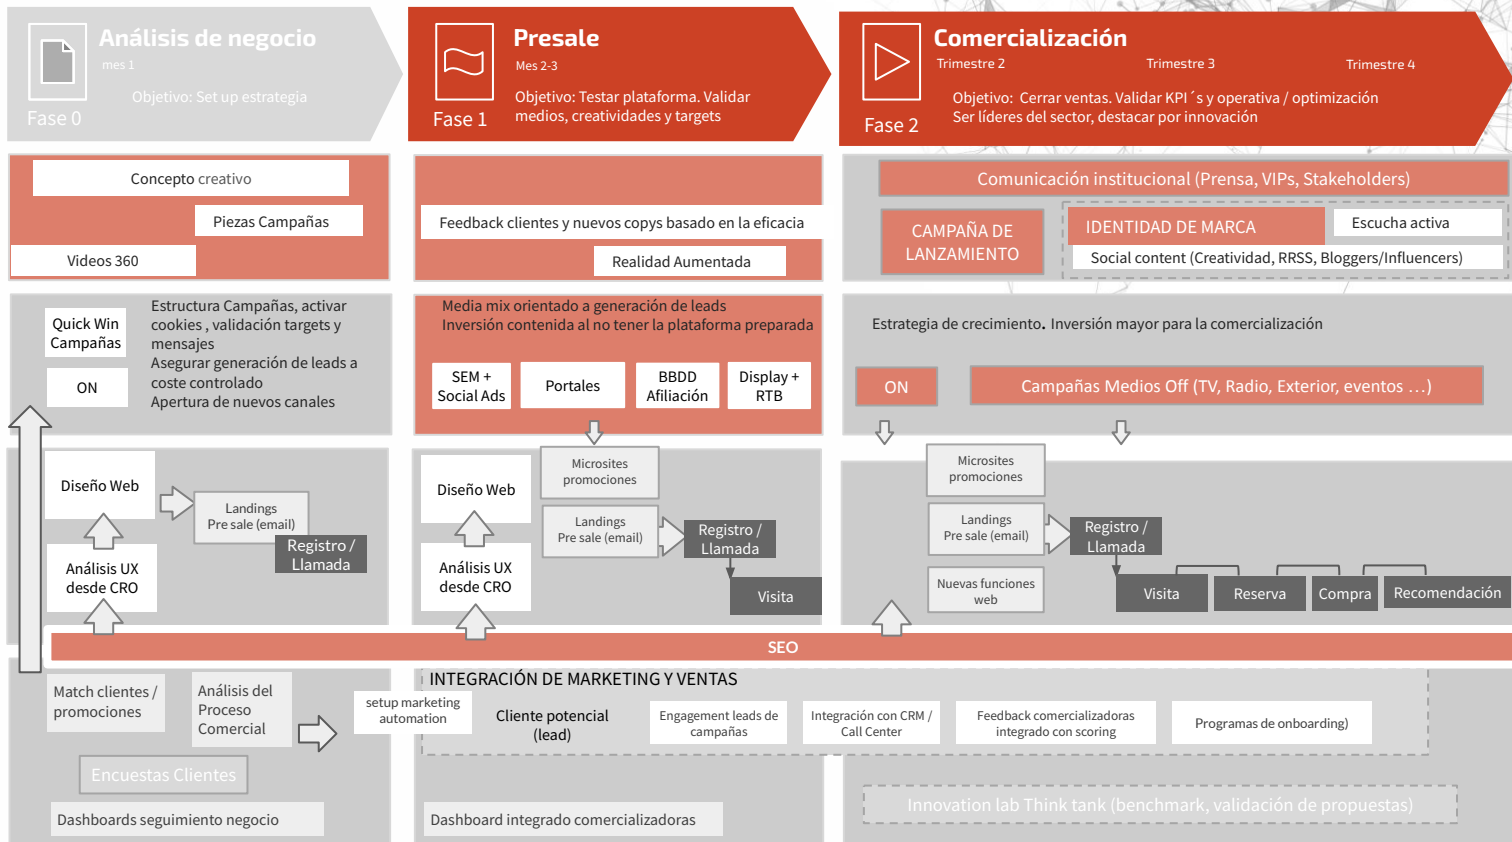 Análisis de negocio
mes 1
Objetivo: Set up estrategia
Fase 0
Presale
Mes 2-3
Objetivo: Testar plataforma. Validar
medios, creatividades y targets
Fase 1
Comercialización
Trimestre 2
Trimestre 3
Trimestre 4
Objetivo: Cerrar ventas. Validar KPI´s y operativa / optimización
Ser líderes del sector, destacar por innovación
Fase 2
Concepto creativo
Piezas Campañas
Videos 360
Feedback clientes y nuevos copys basado en la eficacia
Realidad Aumentada
Comunicación institucional (Prensa, VIPs, Stakeholders)
CAMPAÑA DE
LANZAMIENTO
IDENTIDAD DE MARCA
Escucha activa
Social content (Creatividad, RRSS, Bloggers/Influencers)
Quick Win
Campañas
ON
Estructura Campañas, activar
cookies , validación targets y
mensajes
Asegurar generación de leads a
coste controlado
Apertura de nuevos canales
Media mix orientado a generación de leads
Inversión contenida al no tener la plataforma preparada
SEM +
Social Ads
Portales
BBDD
Afiliación
Display +
RTB
Estrategia de crecimiento. Inversión mayor para la comercialización
ON
Campañas Medios Off (TV, Radio, Exterior, eventos …)
Diseño Web
Landings
Pre sale (email)
Registro /
Llamada
Análisis UX
desde CRO
Diseño Web
Microsites
promociones
Landings
Pre sale (email)
Registro /
Llamada
Análisis UX
desde CRO
Visita
Microsites
promociones
Landings
Pre sale (email)
Registro /
Llamada
Nuevas funciones
web
Visita
Reserva
Compra
Recomendación
SEO
Match clientes /
promociones
Análisis del
Proceso
Comercial
setup marketing
automation
Encuestas Clientes
Dashboards seguimiento negocio
INTEGRACIÓN DE MARKETING Y VENTAS
Cliente potencial
(lead)
Engagement leads de
campañas
Integración con CRM /
Call Center
Feedback comercializadoras
integrado con scoring
Programas de onboarding)
Dashboard integrado comercializadoras
Innovation lab Think tank (benchmark, validación de propuestas)